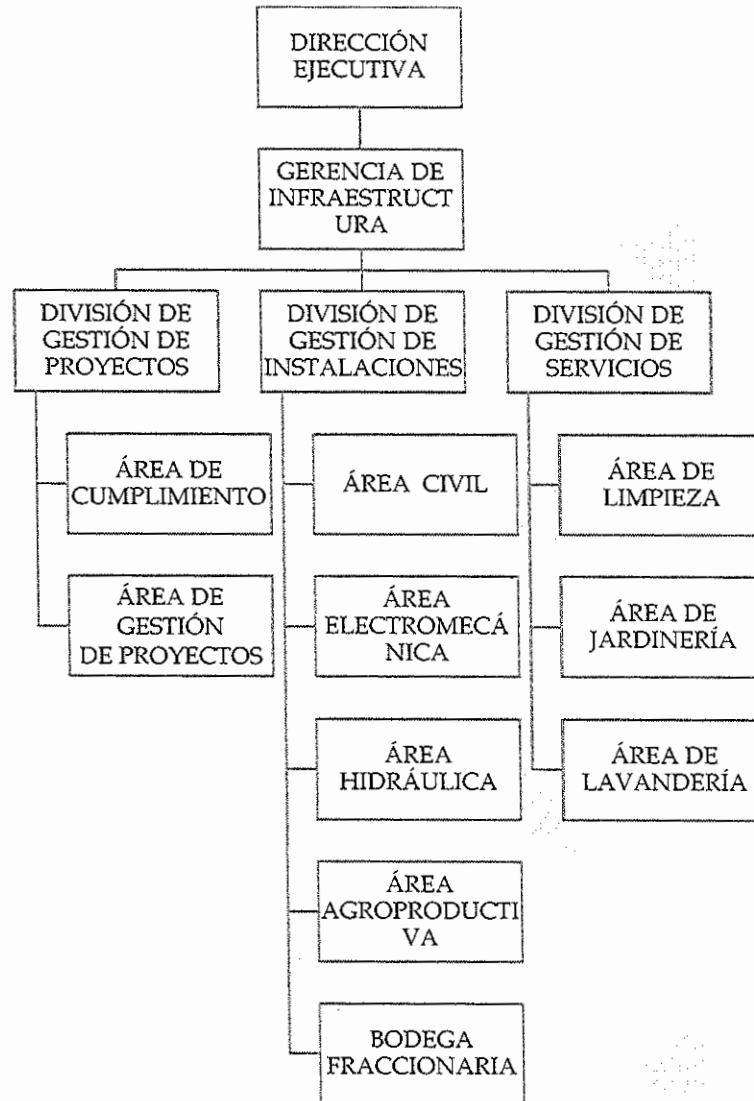 DIRECCIÓN
EJECUTIVA
GERENCIA DE
INFRAESTRUCT
URA
DIVISIÓN DE
GESTIÓN DE
PROYECTOS
DIVISIÓN DE
GESTIÓN DE
INSTALACIONES
DIVISIÓN DE
GESTIÓN DE
SERVICIOS
ÁREA DE
CUMPLIMIENTO
ÁREA DE
GESTIÓN
DE PROYECTOS
ÁREA CIVIL
ÁREA
ELECTROMECÁ
NICA
ÁREA
HIDRÁULICA
ÁREA
AGROPRODUCTI
VA
BODEGA
FRACCIONARIA
ÁREA DE
LIMPIEZA
ÁREA DE
JARDINERÍA
ÁREA DE
LAVANDERÍA